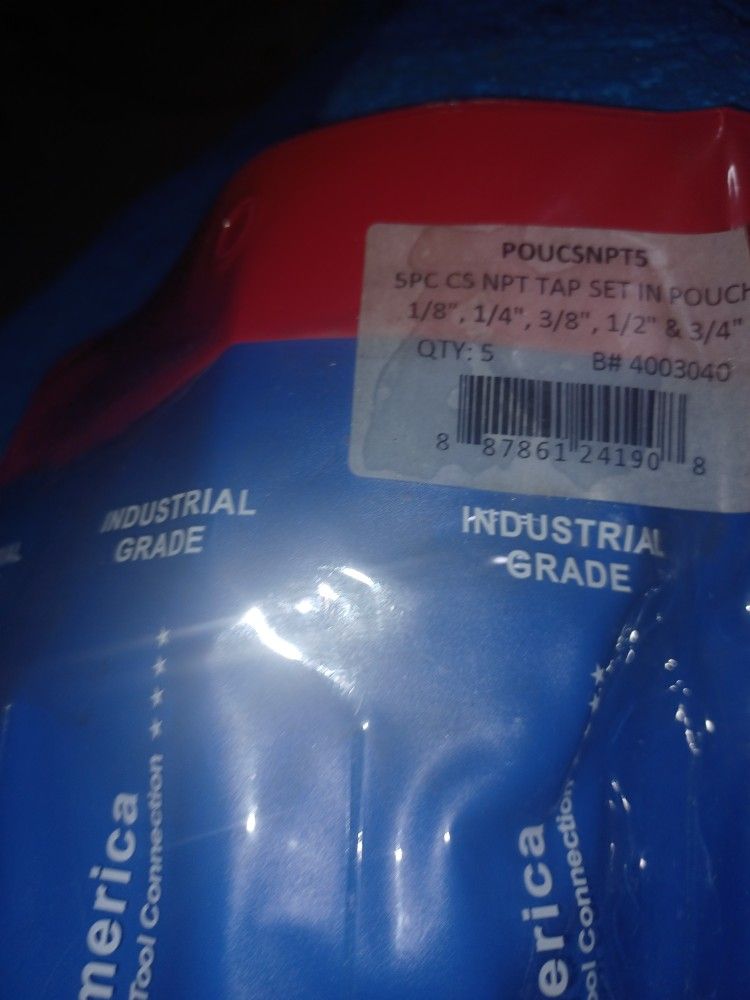 POUCSNPT5
5PC CS NPT TAP SET IN POUCH
1/8", 1/4", 3/8", 1/2" & 3/4"
QTY: 5 B# 4003040
8 87861 24190 8
INDUSTRIAL
GRADE
INDUSTRIAL
GRADE
merica
Tool Connection
erica
ool Connection